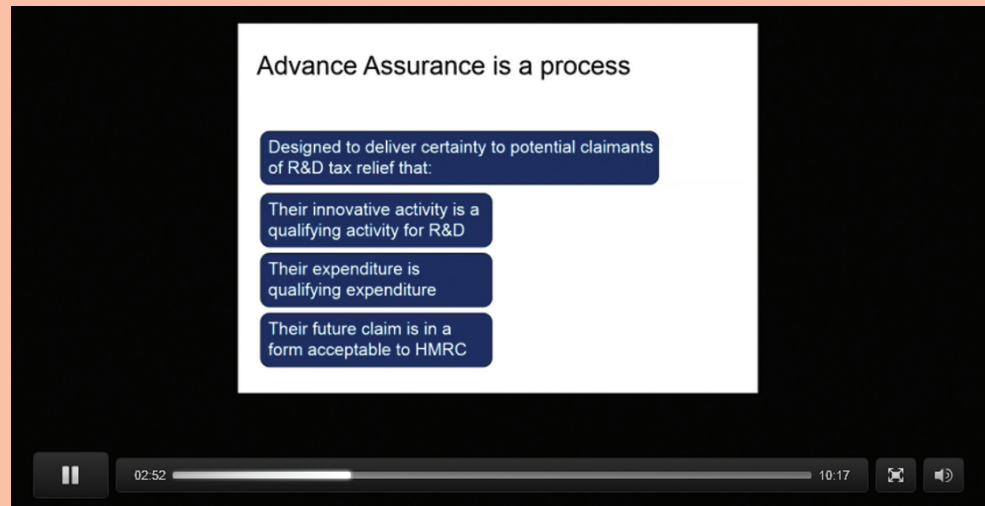 Advance Assurance is a process
Designed to deliver certainty to potential claimants
of R&D tax relief that:
Their innovative activity is a
qualifying activity for R&D
Their expenditure is
qualifying expenditure
Their future claim is in a
form acceptable to HMRC
02:52
10:17